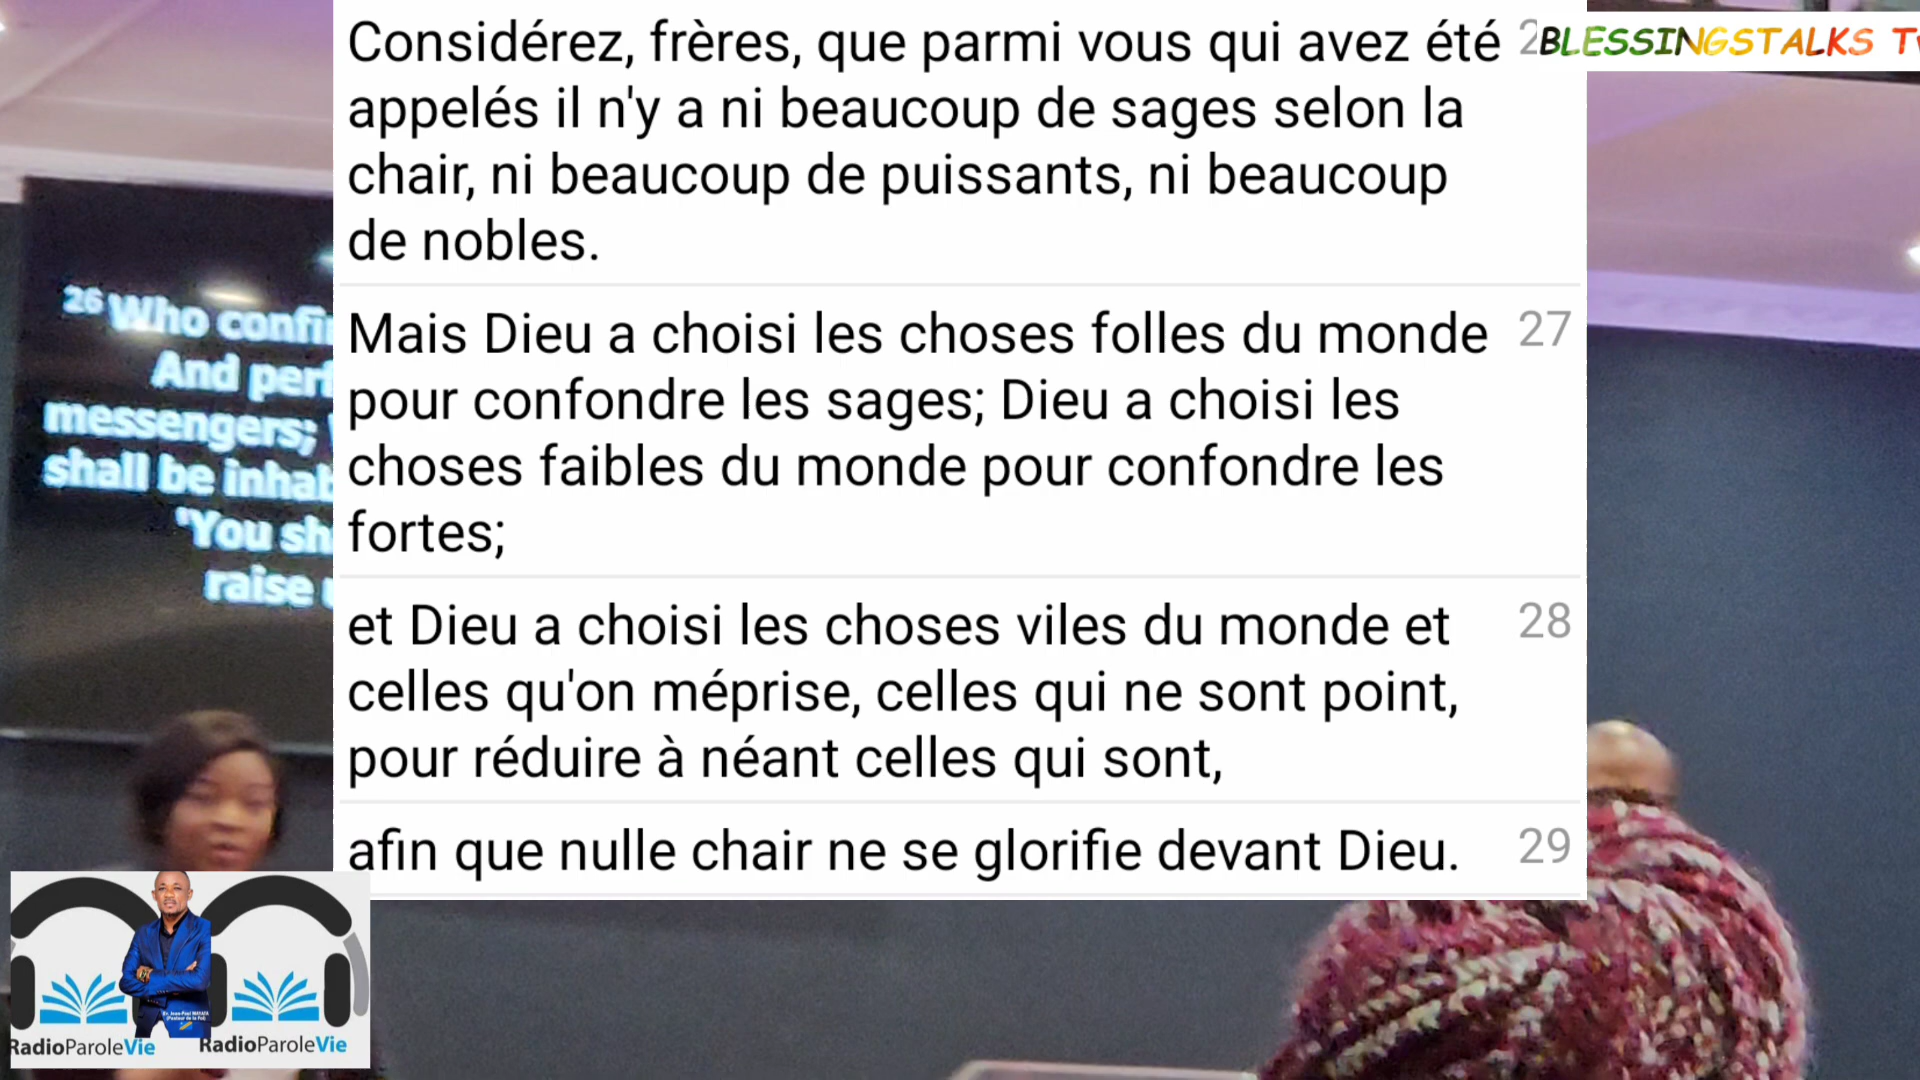 Considérez, frères, que parmi vous qui avez été
appelés il n'y a ni beaucoup de sages selon la
chair, ni beaucoup de puissants, ni beaucoup
de nobles.
Mais Dieu a choisi les choses folles du monde 27
pour confondre les sages; Dieu a choisi les
choses faibles du monde pour confondre les
fortes;
et Dieu a choisi les choses viles du monde et 28
celles qu'on méprise, celles qui ne sont point,
pour réduire à néant celles qui sont,
afin que nulle chair ne se glorifie devant Dieu. 29
BLESSINGSTALKS
26 Who
And
messengers;
shall be
'You
raise
RadioParoleVie
RadioParoleVie